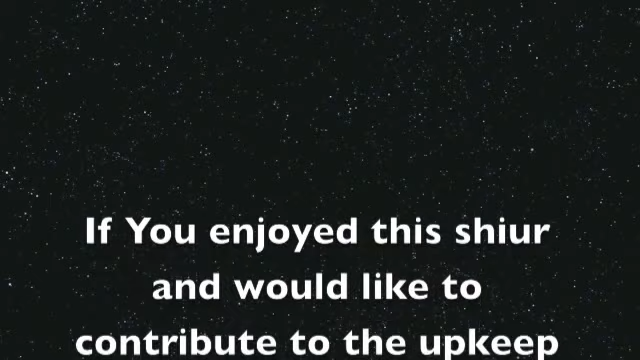 If You enjoyed this shiur
and would like to
contribute to the upkeep